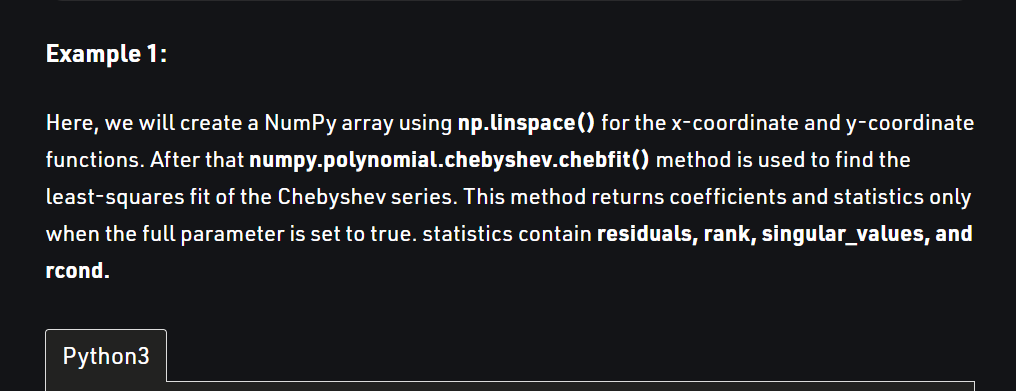 Example 1:
Here, we will create a NumPy array using np.linspace() for the x-coordinate and y-coordinate
functions. After that numpy.polynomial.chebyshev.chebfit() method is used to find the
least-squares fit of the Chebyshev series. This method returns coefficients and statistics only
when the full parameter is set to true. statistics contain residuals, rank, singular_values, and
rcond.
Python3